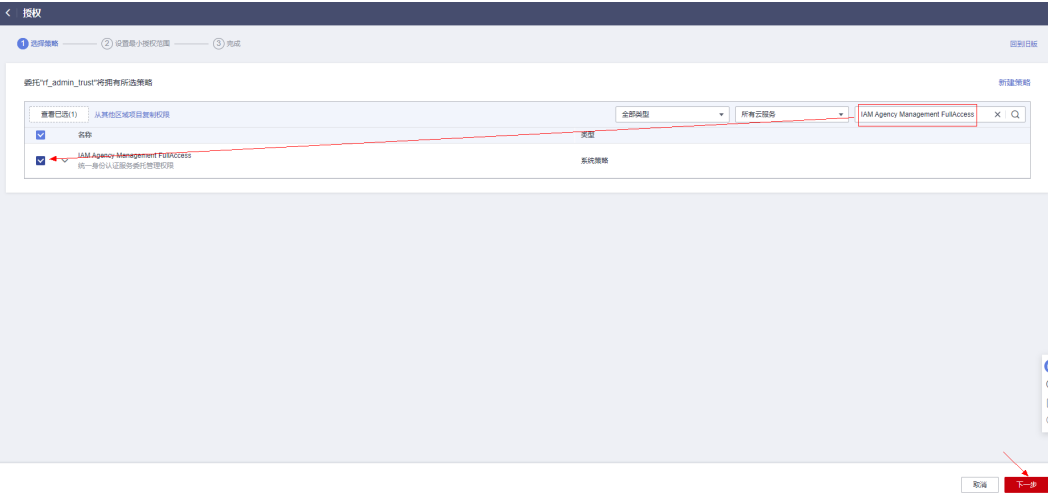 授权
1 选择策略 2 设置最小授权范围 3 完成 回到旧版
委托"rf_admin_trust"将拥有所选策略 新建策略
查看已选(1) 从其他区域项目复制权限 全部类型 所有云服务 IAM Agency Management FullAccess
名称 类型
IAM Agency Management FullAccess 系统策略
统一身份认证服务委托管理权限
取消 下一步